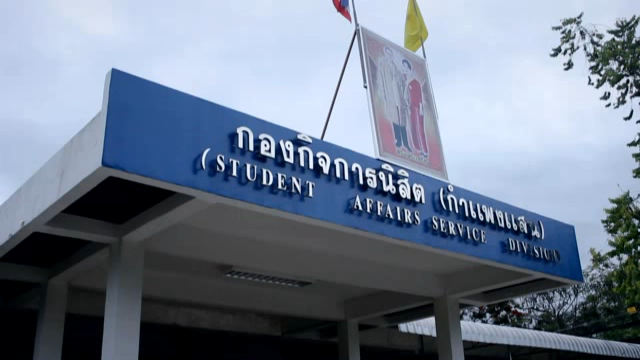 กองกิจการนิสิต (กำแพงแสน)
(STUDENT AFFAIRS SERVICE DIVISION)